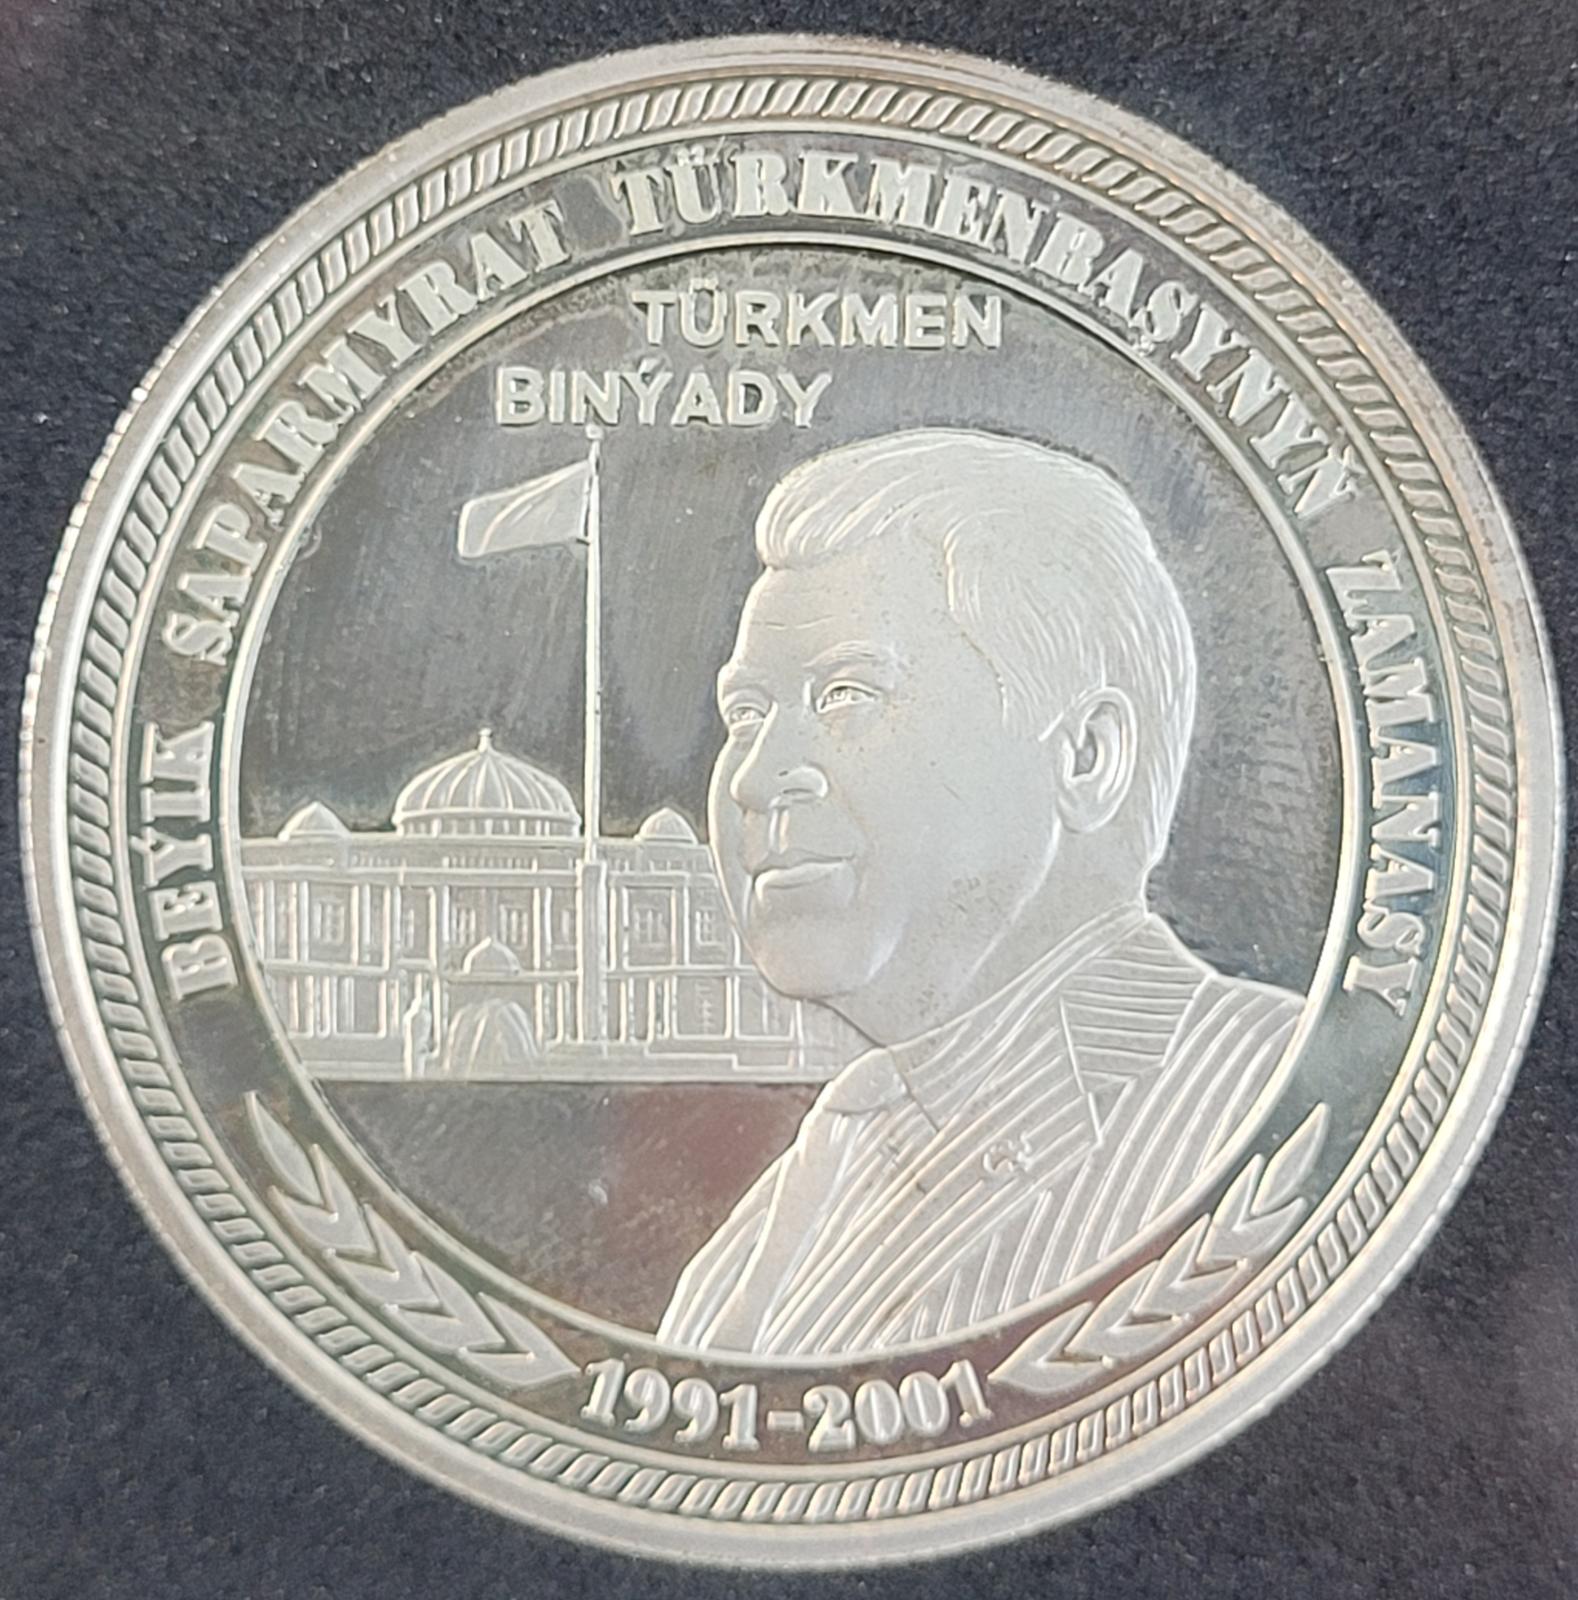 BEÝIK SAPARMYRAT TÜRKMENBAŞYNYŇ ZAMANASY
TÜRKMEN
BINÝADY
1991-2001